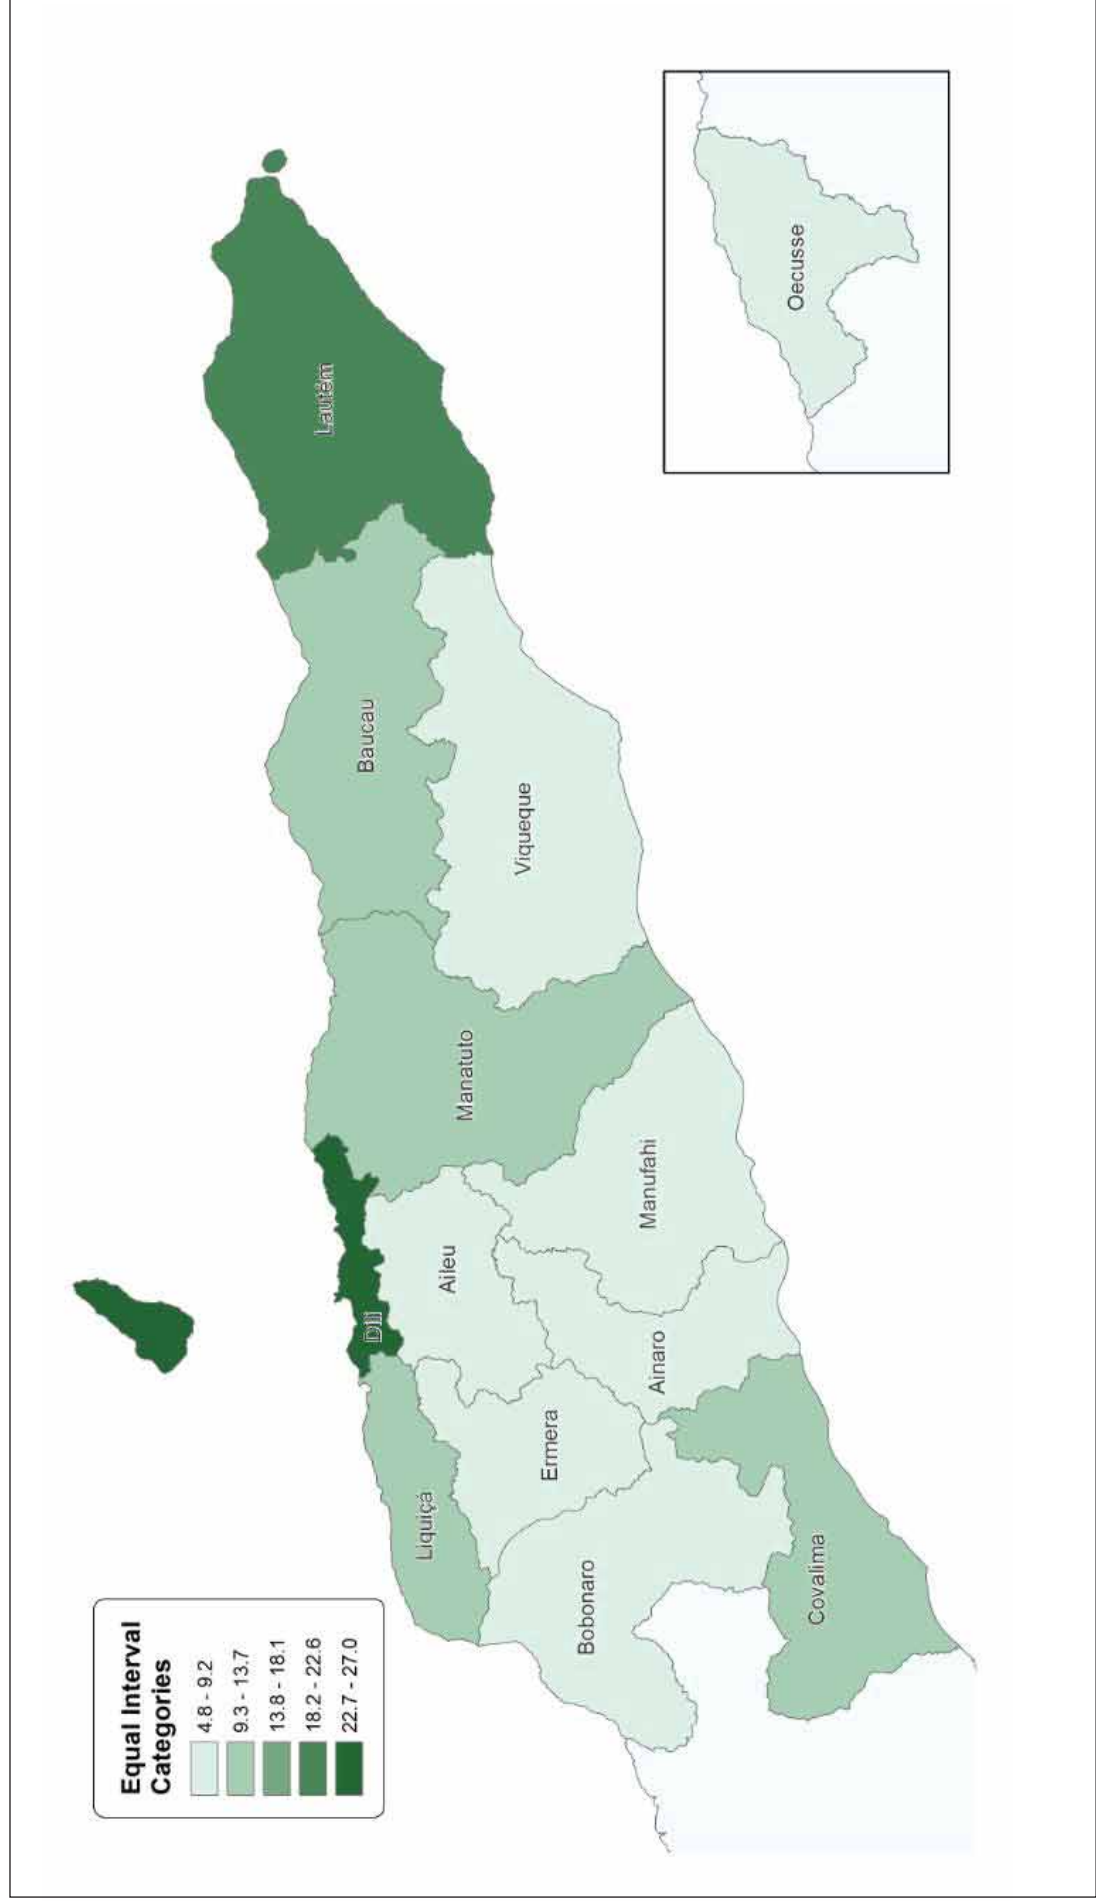 Equal Interval
Categories
4.8 - 9.2
9.3 - 13.7
13.8 - 18.1
18.2 - 22.6
22.7 - 27.0
Lautém
Baucau
Viqueque
Manatuto
Manufahi
Dili
Aileu
Ainaro
Liquiçá
Ermera
Bobonaro
Covalima
Oecusse